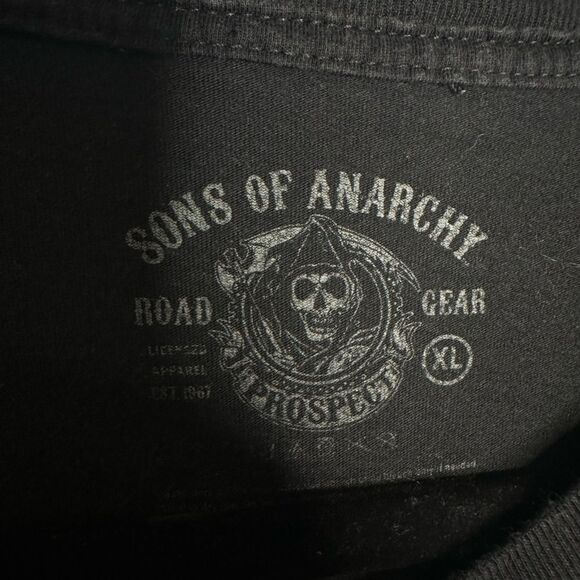 SONS OF ANARCHY
ROAD GEAR
LICENSED
APPAREL
EST. 1967
XL
PROSPECT